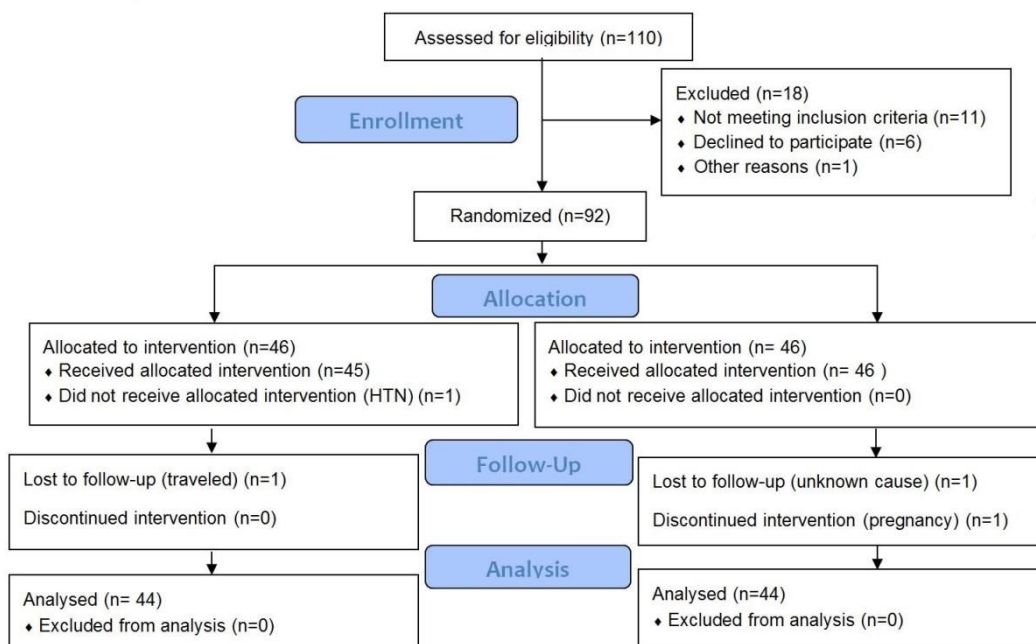 Assessed for eligibility (n=110)
Enrollment
Excluded (n=18)
♦ Not meeting inclusion criteria (n=11)
♦ Declined to participate (n=6)
♦ Other reasons (n=1)
Randomized (n=92)
Allocation
Allocated to intervention (n=46)
♦ Received allocated intervention (n=45)
♦ Did not receive allocated intervention (HTN) (n=1)
Allocated to intervention (n= 46)
♦ Received allocated intervention (n= 46 )
♦ Did not receive allocated intervention (n=0)
Follow-Up
Lost to follow-up (traveled) (n=1)
Discontinued intervention (n=0)
Lost to follow-up (unknown cause) (n=1)
Discontinued intervention (pregnancy) (n=1)
Analysis
Analysed (n= 44)
♦ Excluded from analysis (n=0)
Analysed (n=44)
♦ Excluded from analysis (n=0)